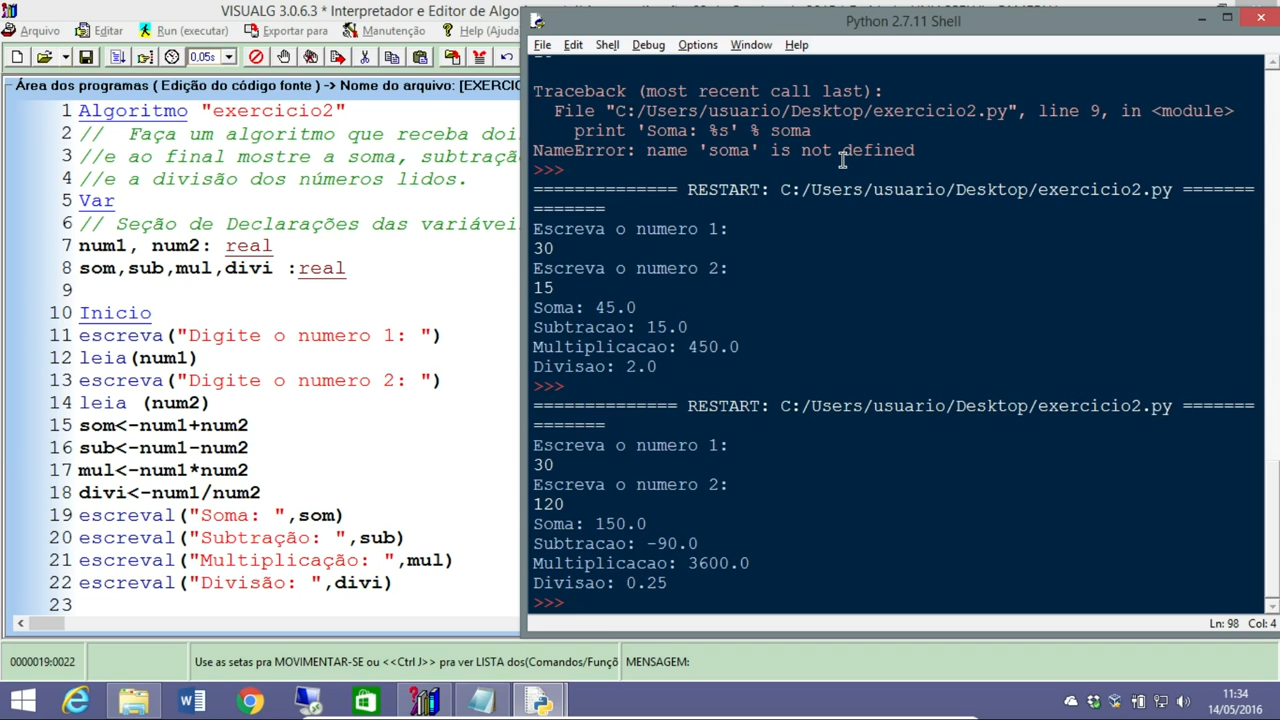 VISUALG 3.0.6.3 * Interpretador e Editor de Algo
Arquivo Editar Run (executar) Exportar para Manutenção Help (Ajuda
0,05s
Área dos programas ( Edição do código fonte ) -> Nome do arquivo: [EXERCIC
1 Algoritmo "exercicio2"
2 // Faça um algoritmo que receba doi
3 //e ao final mostre a soma, subtraçã
4 //e a divisão dos números lidos.
5 Var
6 // Seção de Declarações das variávei
7 num1, num2: real
8 som,sub,mul,divi :real
9
10 Inicio
11 escreva("Digite o numero 1: ")
12 leia(num1)
13 escreva("Digite o numero 2: ")
14 leia (num2)
15 som<-num1+num2
16 sub<-num1-num2
17 mul<-num1*num2
18 divi<-num1/num2
19 escreval("Soma: ",som)
20 escreval("Subtração: ",sub)
21 escreval("Multiplicação: ",mul)
22 escreval("Divisão: ",divi)
23
0000019:0022
Use as setas pra MOVIMENTAR-SE ou <<Ctrl J>> pra ver LISTA dos(Comandos/Funçõ
MENSAGEM:
Python 2.7.11 Shell
File Edit Shell Debug Options Window Help
Traceback (most recent call last):
File "C:/Users/usuario/Desktop/exercicio2.py", line 9, in <module>
print 'Soma: %s' % soma
NameError: name 'soma' is not defined
>>>
============== RESTART: C:/Users/usuario/Desktop/exercicio2.py =======
=======
Escreva o numero 1:
30
Escreva o numero 2:
15
Soma: 45.0
Subtracao: 15.0
Multiplicacao: 450.0
Divisao: 2.0
>>>
============== RESTART: C:/Users/usuario/Desktop/exercicio2.py =======
=======
Escreva o numero 1:
30
Escreva o numero 2:
120
Soma: 150.0
Subtracao: -90.0
Multiplicacao: 3600.0
Divisao: 0.25
>>>
Ln: 98 Col: 4
11:34
14/05/2016